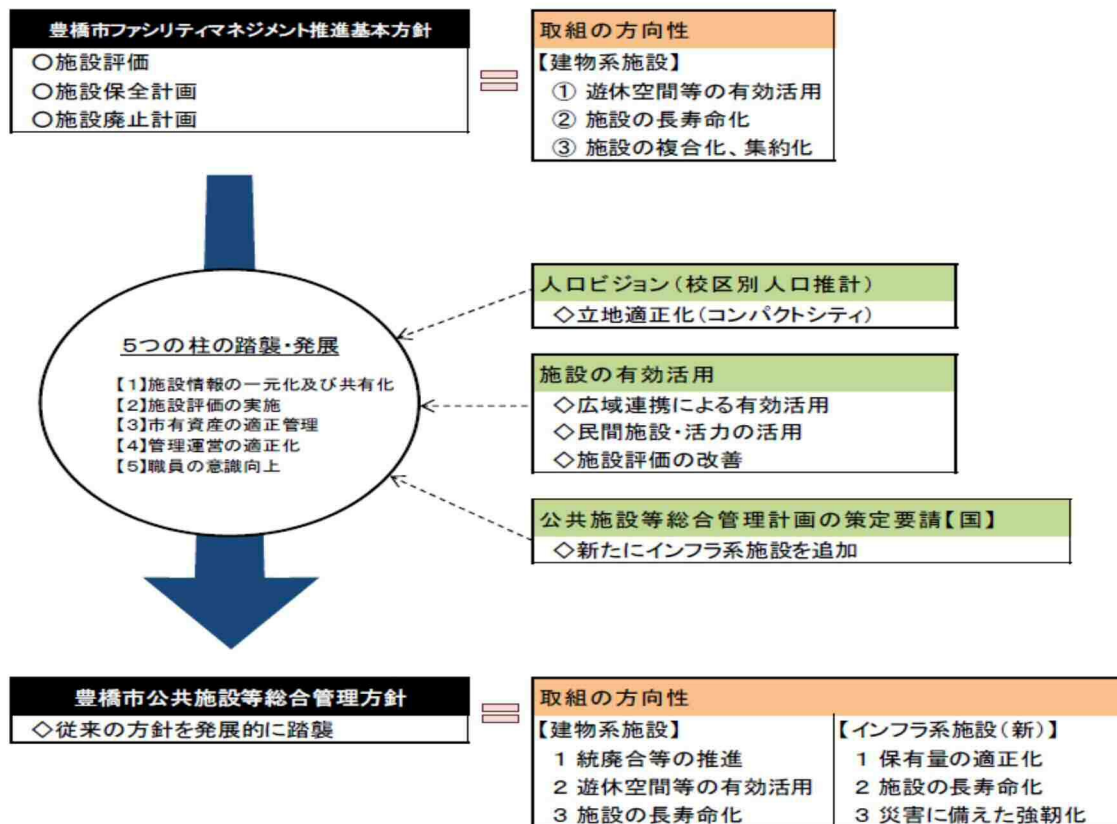 豊橋市ファシリティマネジメント推進基本方針
○施設評価
○施設保全計画
○施設廃止計画
取組の方向性
【建物系施設】
① 遊休空間等の有効活用
② 施設の長寿命化
③ 施設の複合化、集約化
5つの柱の踏襲・発展
【1】施設情報の一元化及び共有化
【2】施設評価の実施
【3】市有資産の適正管理
【4】管理運営の適正化
【5】職員の意識向上
人口ビジョン(校区別人口推計)
◇立地適正化(コンパクトシティ)
施設の有効活用
◇広域連携による有効活用
◇民間施設・活力の活用
◇施設評価の改善
公共施設等総合管理計画の策定要請【国】
◇新たにインフラ系施設を追加
豊橋市公共施設等総合管理方針
◇従来の方針を発展的に踏襲
取組の方向性
【建物系施設】
1 統廃合等の推進
2 遊休空間等の有効活用
3 施設の長寿命化
【インフラ系施設(新)】
1 保有量の適正化
2 施設の長寿命化
3 災害に備えた強靭化